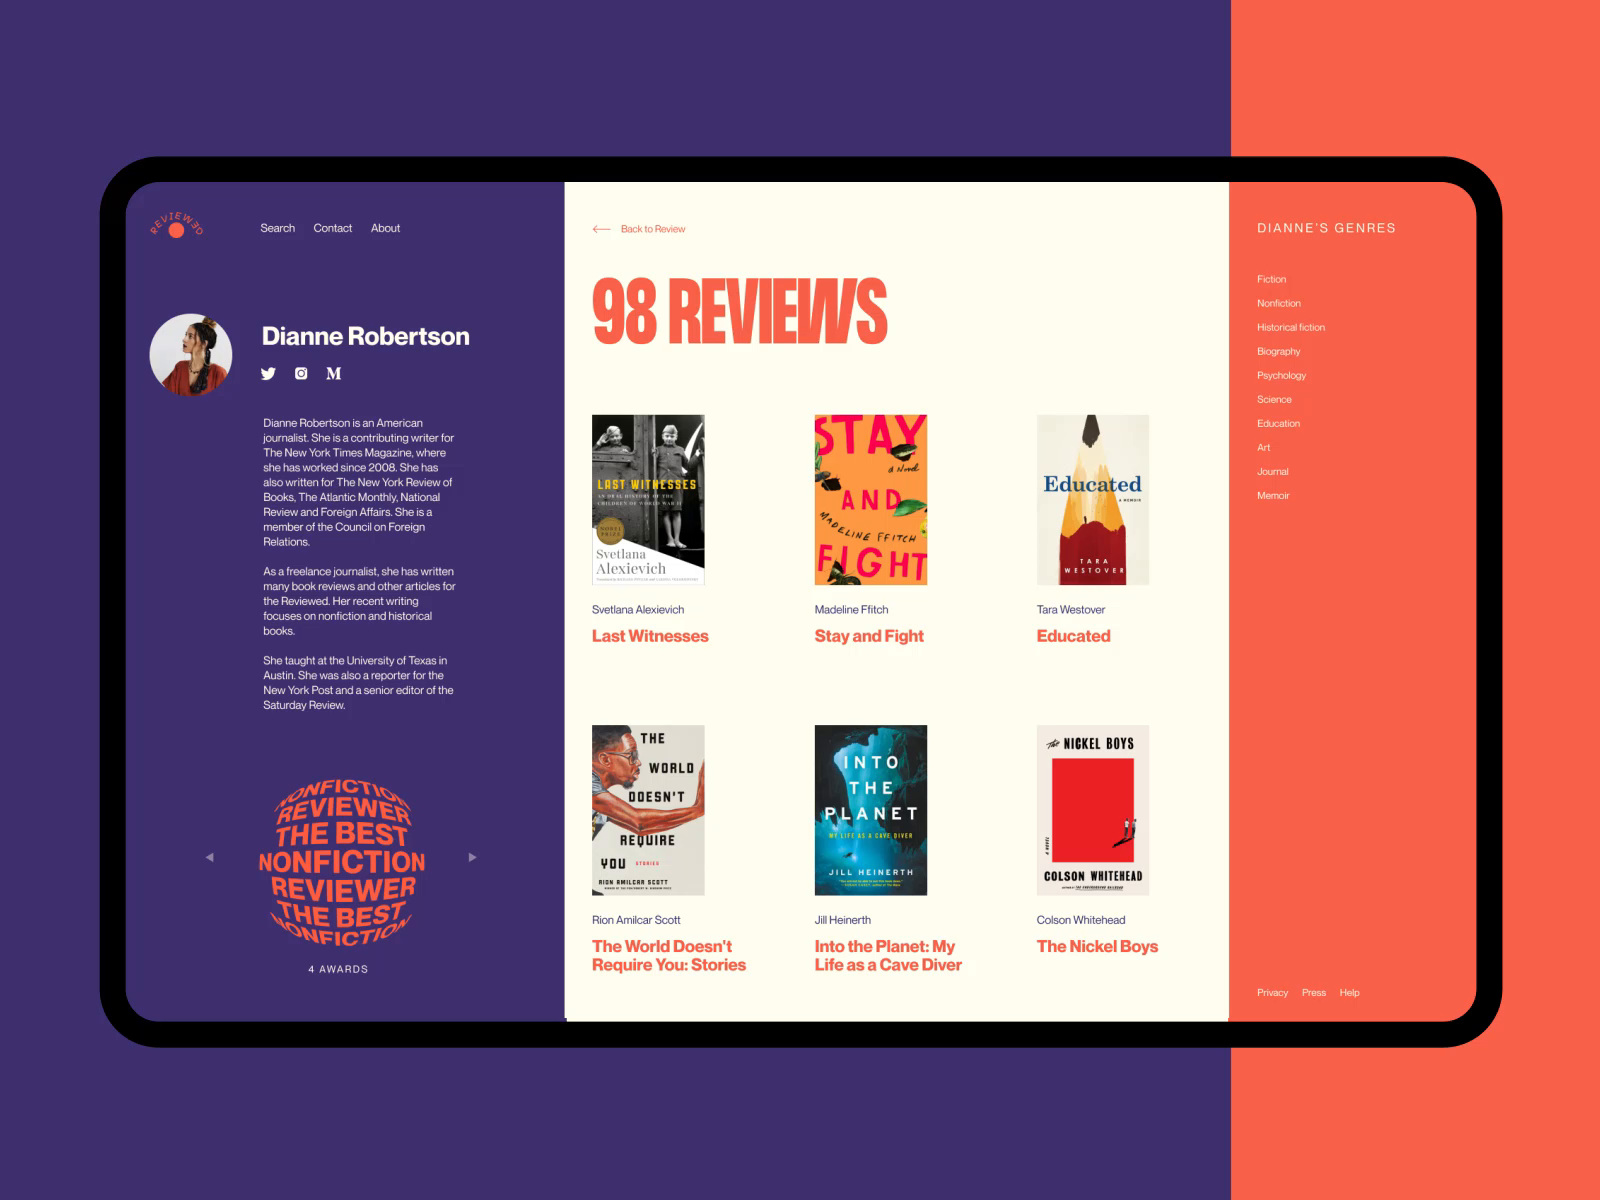 REVIEWED
Search Contact About
Dianne Robertson
Dianne Robertson is an American
journalist. She is a contributing writer for
The New York Times Magazine, where
she has worked since 2008. She has
also written for The New York Review of
Books, The Atlantic Monthly, National
Review and Foreign Affairs. She is a
member of the Council on Foreign
Relations.
As a freelance journalist, she has written
many book reviews and other articles for
the Reviewed. Her recent writing
focuses on nonfiction and historical
books.
She taught at the University of Texas in
Austin. She was also a reporter for the
New York Post and a senior editor of the
Saturday Review.
NONFICTION
REVIEWER
THE BEST
NONFICTION
REVIEWER
THE BEST
NONFICTION
4 AWARDS
Back to Review
98 REVIEWS
LAST WITNESSES
AN ORAL HISTORY OF THE
CHILDREN OF WORLD WAR II
NOBEL
PRIZE
Svetlana
Alexievich
Svetlana Alexievich
Last Witnesses
STAY
a Novel
AND
MADELINE FFITCH
FIGHT
Madeline Ffitch
Stay and Fight
Educated
A MEMOIR
TARA
WESTOVER
Tara Westover
Educated
THE
WORLD
DOESN'T
REQUIRE
YOU STORIES
RION AMILCAR SCOTT
Rion Amilcar Scott
The World Doesn't
Require You: Stories
INTO
THE
PLANET
MY LIFE AS A CAVE DIVER
JILL HEINERTH
Jill Heinerth
Into the Planet: My
Life as a Cave Diver
The NICKEL BOYS
A NOVEL
COLSON WHITEHEAD
Colson Whitehead
The Nickel Boys
DIANNE'S GENRES
Fiction
Nonfiction
Historical fiction
Biography
Psychology
Science
Education
Art
Journal
Memoir
Privacy Press Help